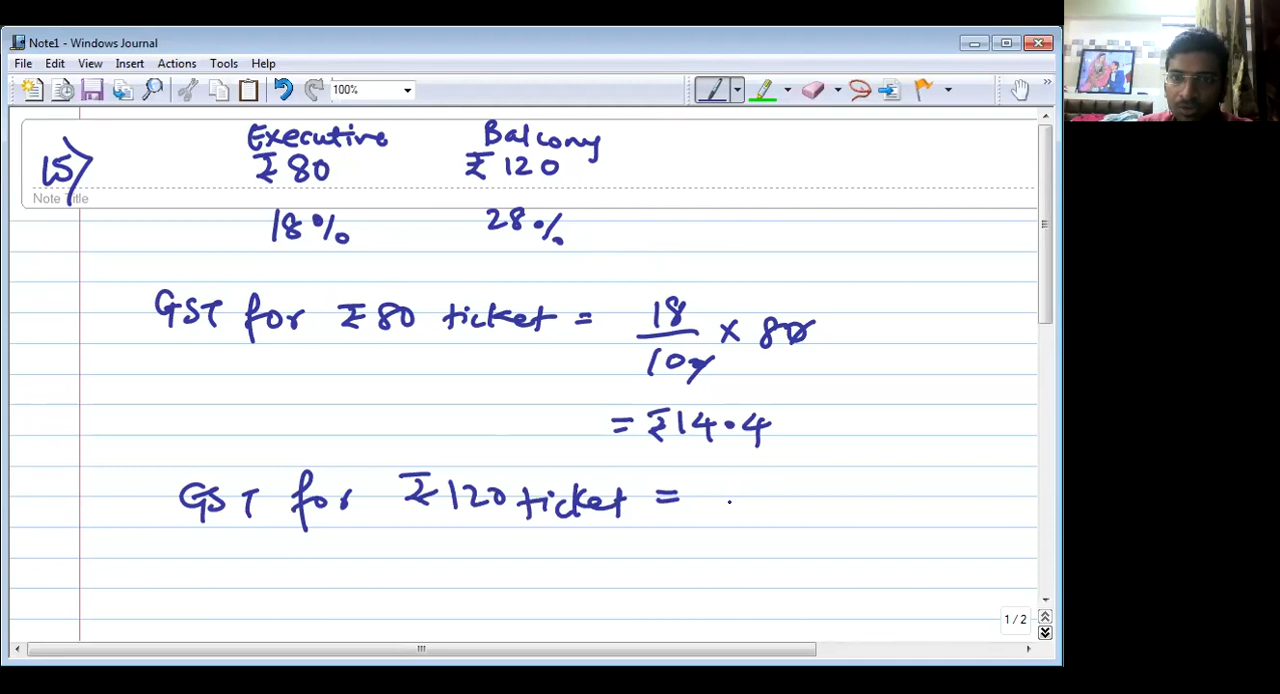 Note1 - Windows Journal
File Edit View Insert Actions Tools Help
100%
Executive Balcony
15) ₹80 ₹120
Note Title
18% 28%
GST for ₹80 ticket = 18/100 × 80
= ₹14.4
GST for ₹120 ticket =
1 / 2